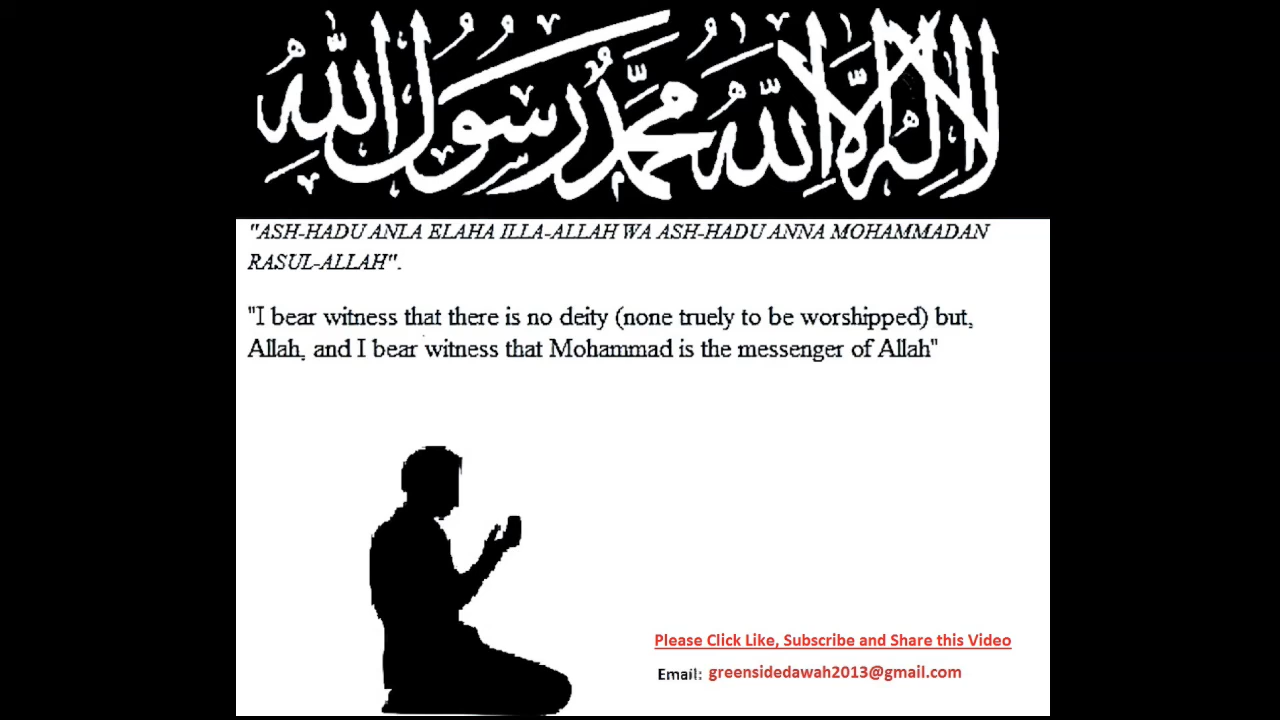 لا إله إلا الله محمد رسول الله
"ASH-HADU ANLA ELAHA ILLA-ALLAH WA ASH-HADU ANNA MOHAMMADAN
RASUL-ALLAH".
"I bear witness that there is no deity (none truely to be worshipped) but,
Allah, and I bear witness that Mohammad is the messenger of Allah"
Please Click Like, Subscribe and Share this Video
Email: greensidedawah2013@gmail.com